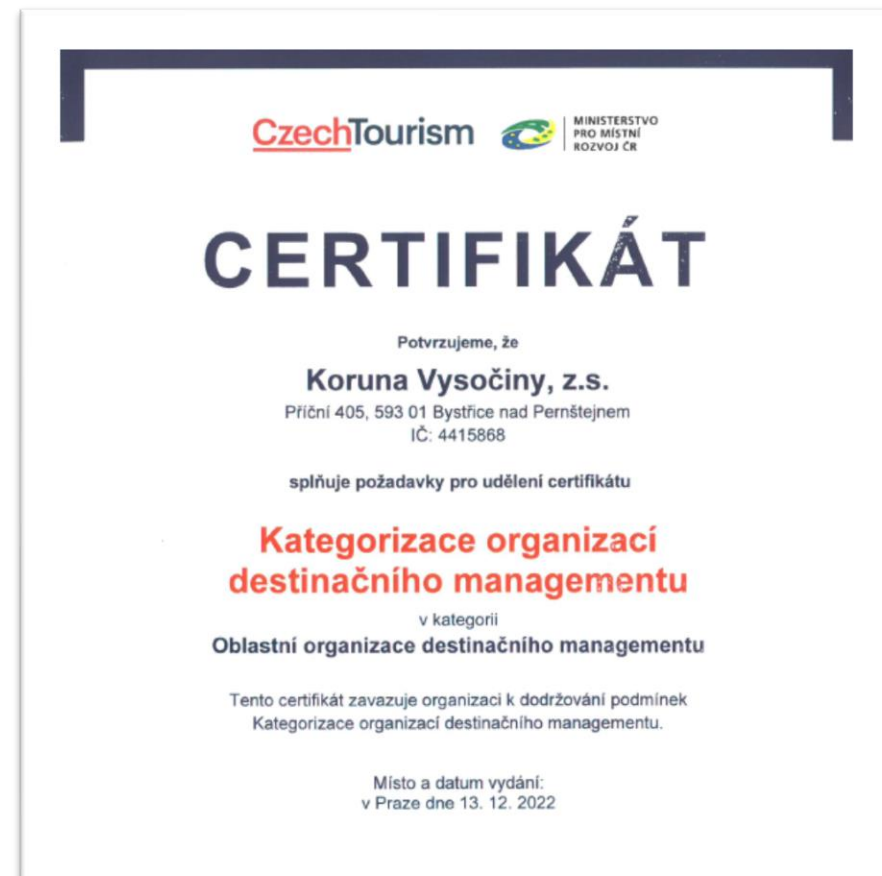 CzechTourism
MINISTERSTVO
PRO MÍSTNÍ
ROZVOJ ČR
CERTIFIKÁT
Potvrzujeme, že
Koruna Vysočiny, z.s.
Příční 405, 593 01 Bystřice nad Pernštejnem
IČ: 4415868
splňuje požadavky pro udělení certifikátu
Kategorizace organizací
destinačního managementu
v kategorii
Oblastní organizace destinačního managementu
Tento certifikát zavazuje organizaci k dodržování podmínek
Kategorizace organizací destinačního managementu.
Místo a datum vydání:
v Praze dne 13. 12. 2022